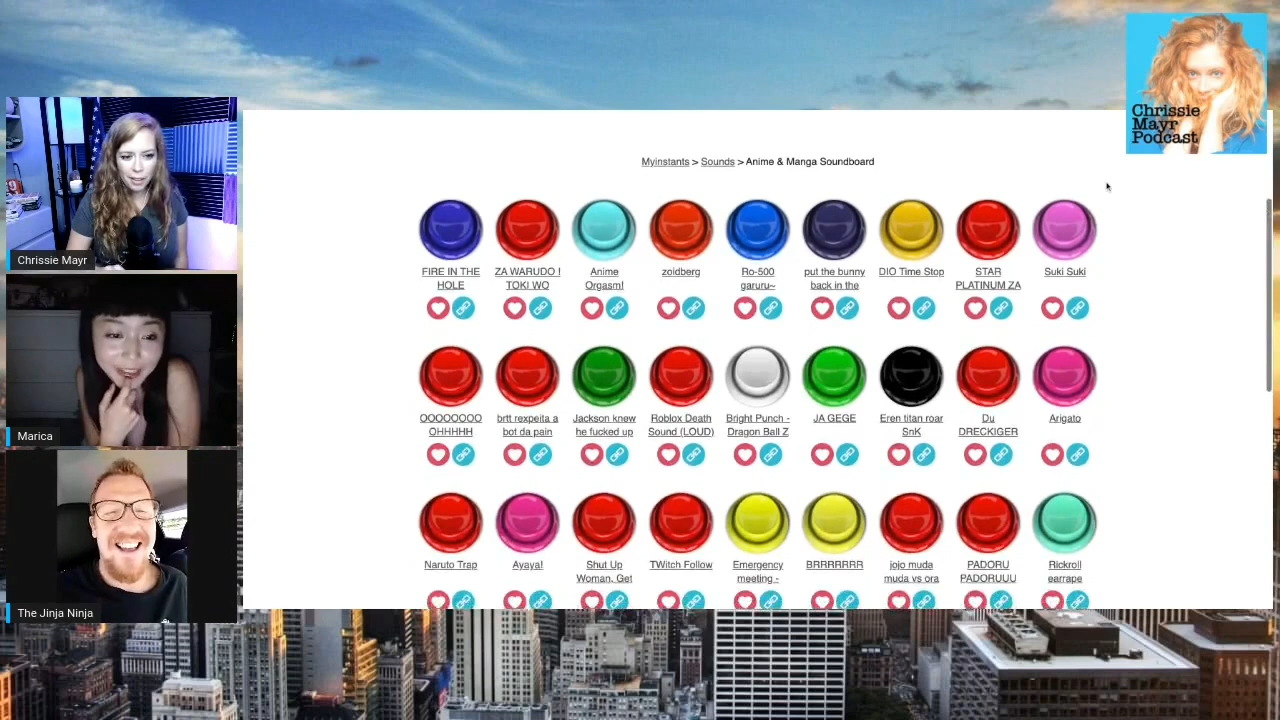 Chrissie
Mayr
Podcast
Chrissie Mayr
Marica
The Jinja Ninja
Myinstants > Sounds > Anime & Manga Soundboard
FIRE IN THE
HOLE
ZA WARUDO !
TOKI WO
Anime
Orgasm!
zoidberg
Ro-500
garuru~
put the bunny
back in the
DIO Time Stop
STAR
PLATINUM ZA
Suki Suki
OOOOOOOO
OHHHHH
brtt rexpeita a
bot da pain
Jackson knew
he fucked up
Roblox Death
Sound (LOUD)
Bright Punch -
Dragon Ball Z
JA GEGE
Eren titan roar
SnK
Du
DRECKIGER
Arigato
Naruto Trap
Ayaya!
Shut Up
Woman, Get
TWitch Follow
Emergency
meeting -
BRRRRRRR
jojo muda
muda vs ora
PADORU
PADORUUU
Rickroll
earrape